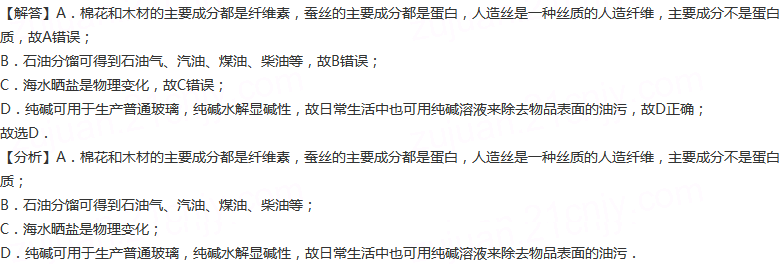 【解答】A．棉花和木材的主要成分都是纤维素，蚕丝的主要成分都是蛋白，人造丝是一种丝质的人造纤维，主要成分不是蛋白
质，故A错误；
B．石油分馏可得到石油气、汽油、煤油、柴油等，故B错误；
C．海水晒盐是物理变化，故C错误；
D．纯碱可用于生产普通玻璃，纯碱水解显碱性，故日常生活中也可用纯碱溶液来除去物品表面的油污，故D正确；
故选D．
【分析】A．棉花和木材的主要成分都是纤维素，蚕丝的主要成分都是蛋白，人造丝是一种丝质的人造纤维，主要成分不是蛋白
质；
B．石油分馏可得到石油气、汽油、煤油、柴油等；
C．海水晒盐是物理变化；
D．纯碱可用于生产普通玻璃，纯碱水解显碱性，故日常生活中也可用纯碱溶液来除去物品表面的油污．